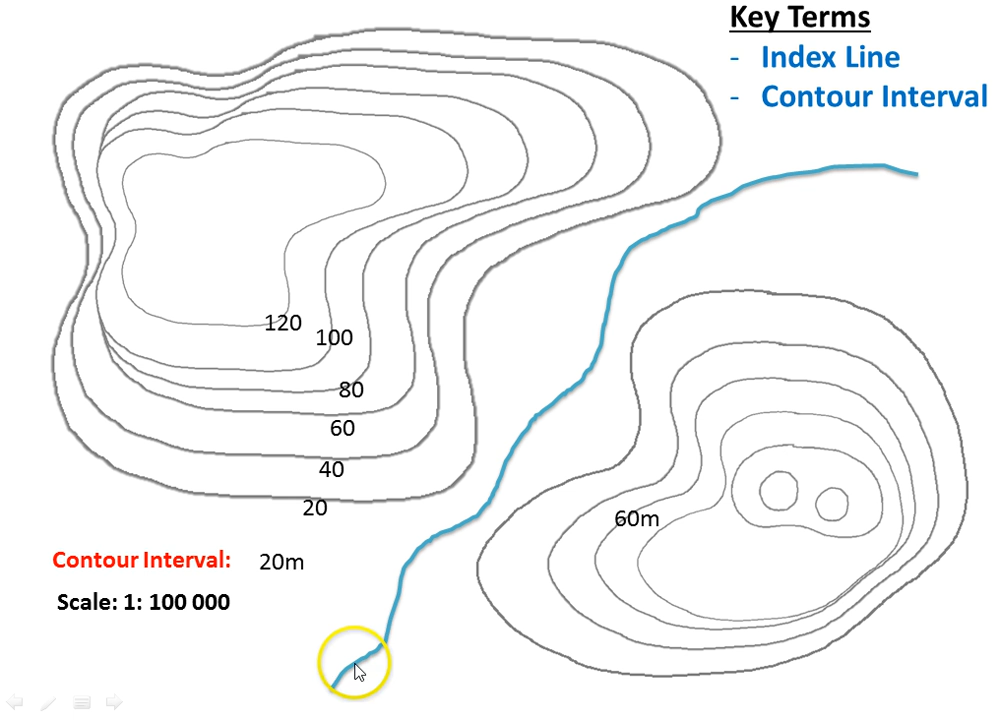 Key Terms
- Index Line
- Contour Interval
120
100
80
60
40
20
60m
Contour Interval: 20m
Scale: 1: 100 000